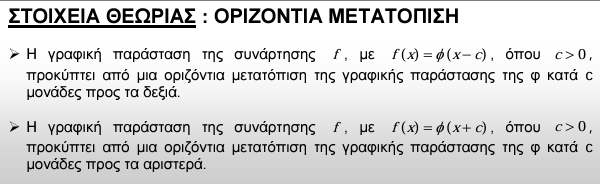 ΣΤΟΙΧΕΙΑ ΘΕΩΡΙΑΣ : ΟΡΙΖΟΝΤΙΑ ΜΕΤΑΤΟΠΙΣΗ
➢ Η γραφική παράσταση της συνάρτησης f , με f (x) = ϕ (x− c) , όπου c > 0 ,
προκύπτει από μια οριζόντια μετατόπιση της γραφικής παράστασης της φ κατά c
μονάδες προς τα δεξιά.
➢ Η γραφική παράσταση της συνάρτησης f , με f (x) = ϕ (x+ c) , όπου c > 0 ,
προκύπτει από μια οριζόντια μετατόπιση της γραφικής παράστασης της φ κατά c
μονάδες προς τα αριστερά.